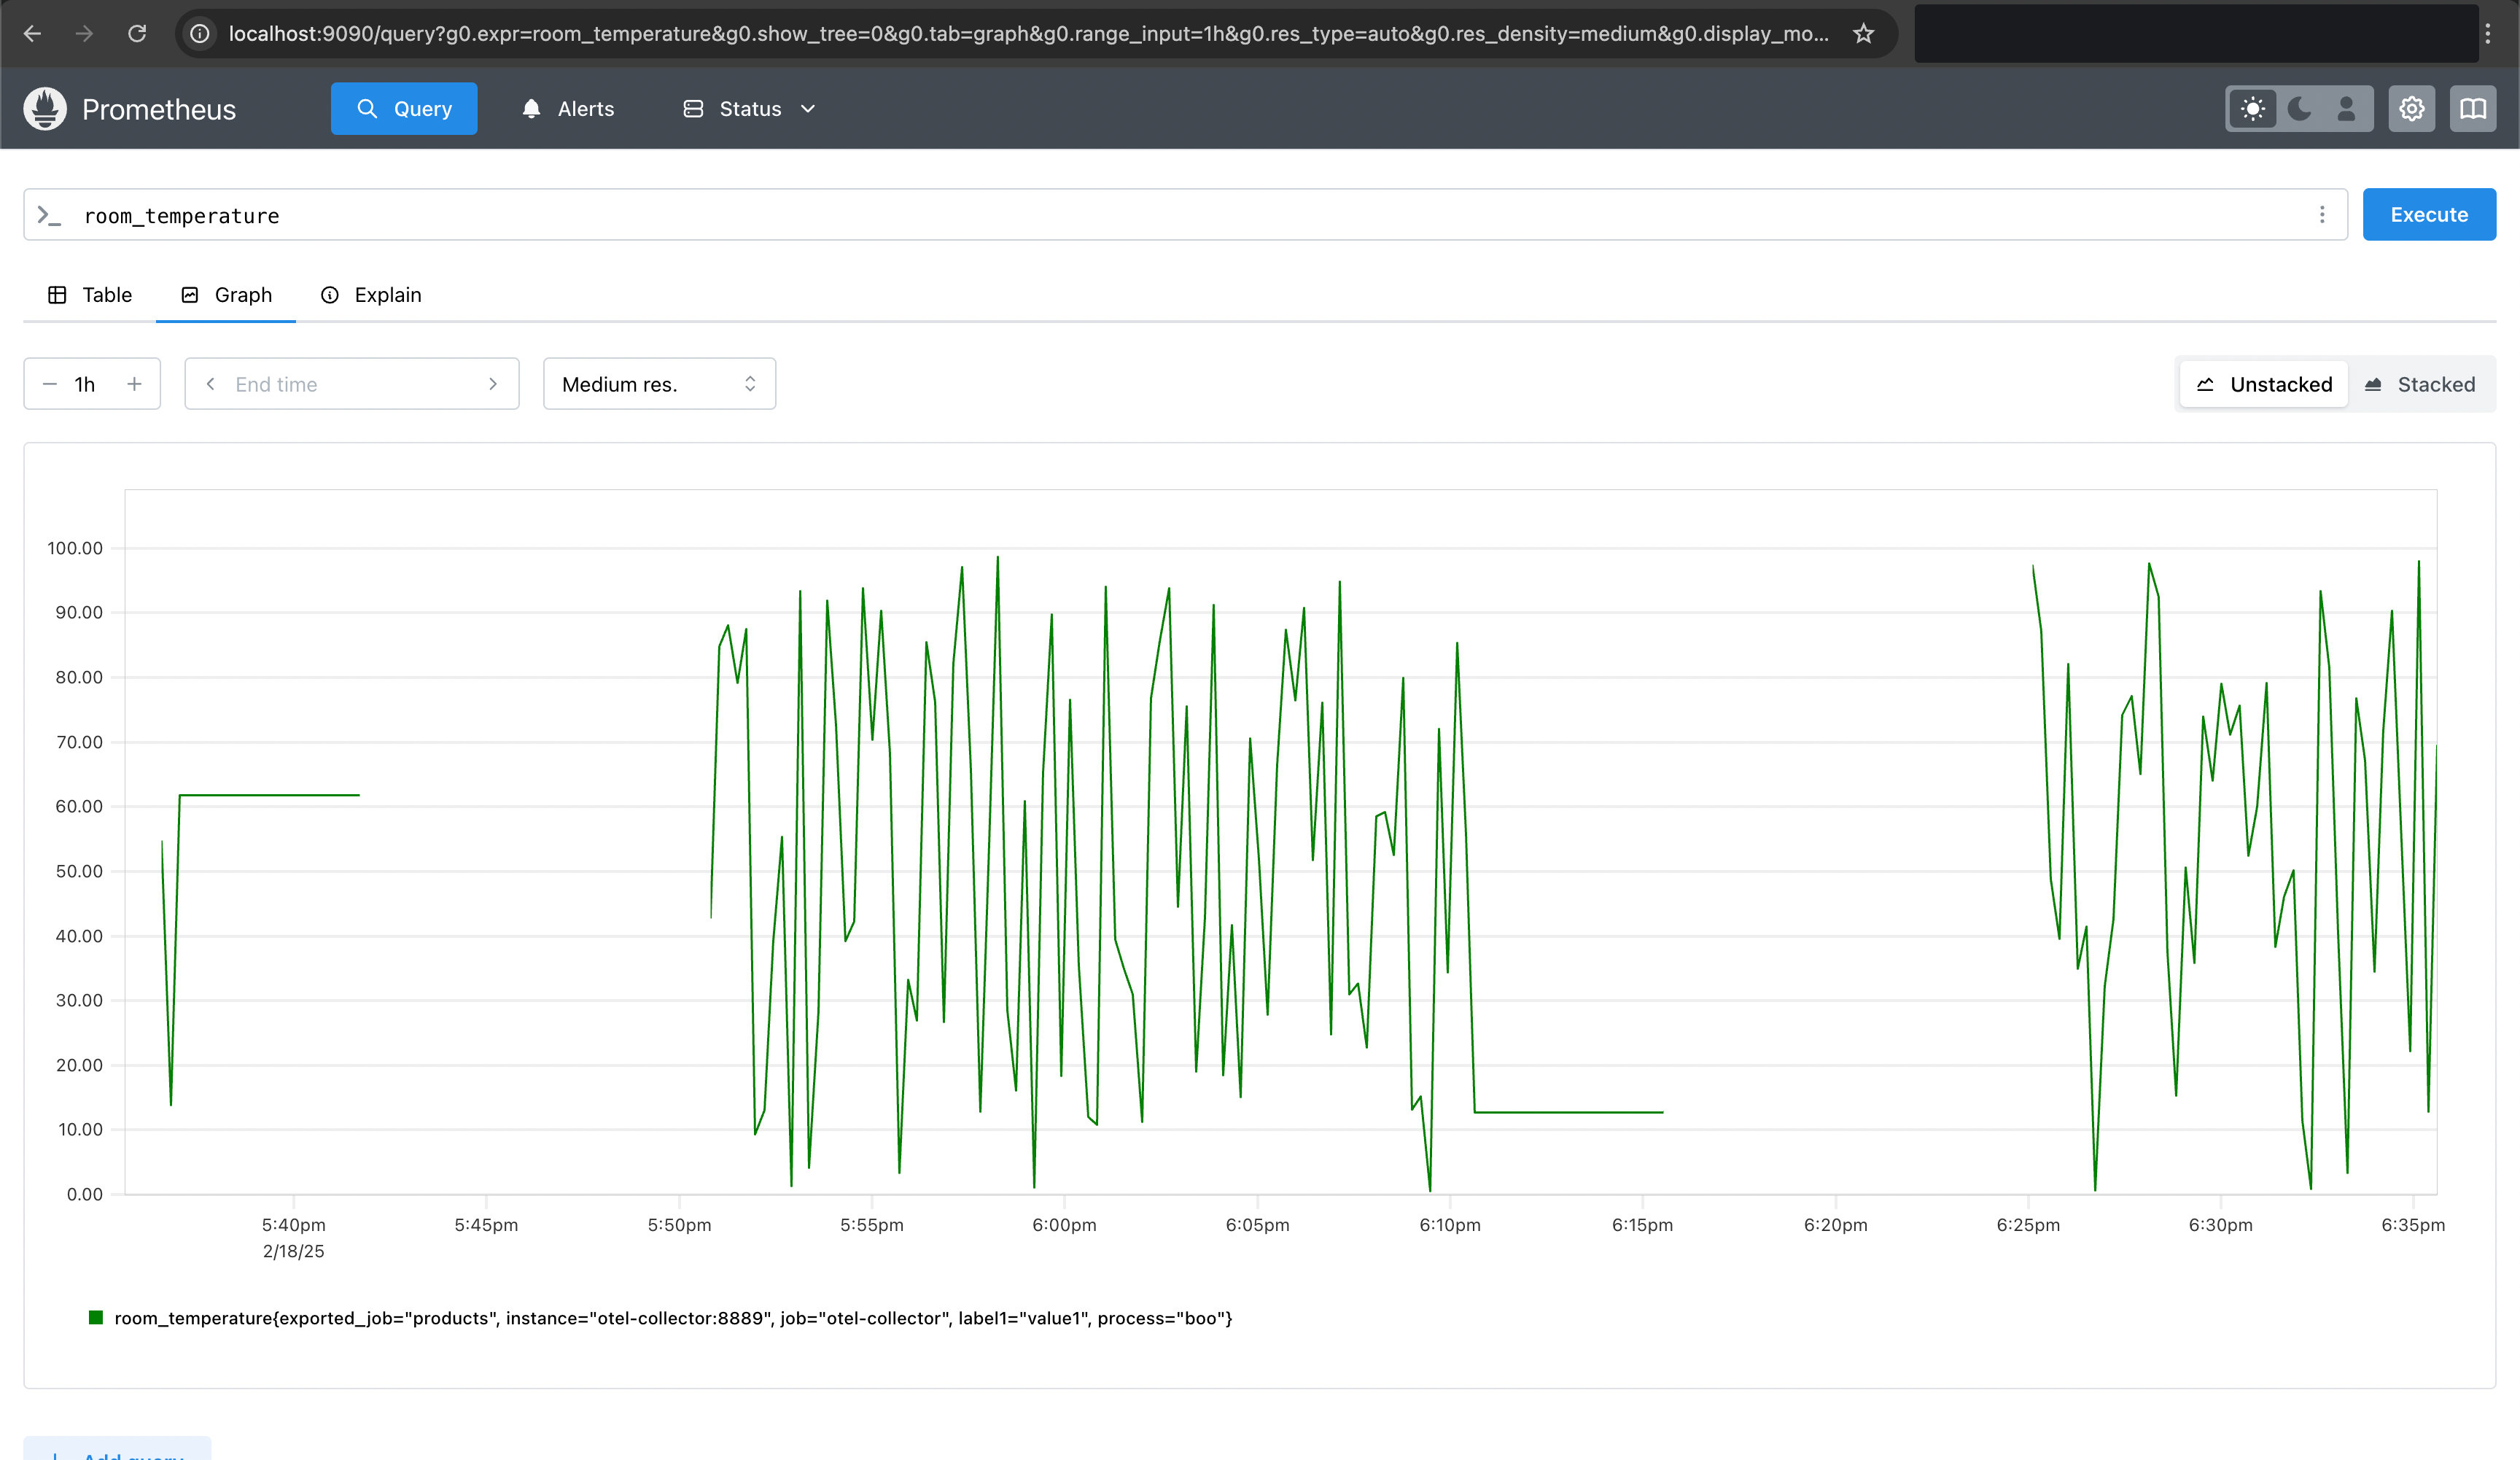 localhost:9090/query?g0.expr=room_temperature&g0.show_tree=0&g0.tab=graph&g0.range_input=1h&g0.res_type=auto&g0.res_density=medium&g0.display_mo...
Prometheus Query Alerts Status
>_ room_temperature Execute
Table Graph Explain
1h End time Medium res. Unstacked Stacked
100.00
90.00
80.00
70.00
60.00
50.00
40.00
30.00
20.00
10.00
0.00
5:40pm 5:45pm 5:50pm 5:55pm 6:00pm 6:05pm 6:10pm 6:15pm 6:20pm 6:25pm 6:30pm 6:35pm
2/18/25
room_temperature{exported_job="products", instance="otel-collector:8889", job="otel-collector", label1="value1", process="boo"}
Add query